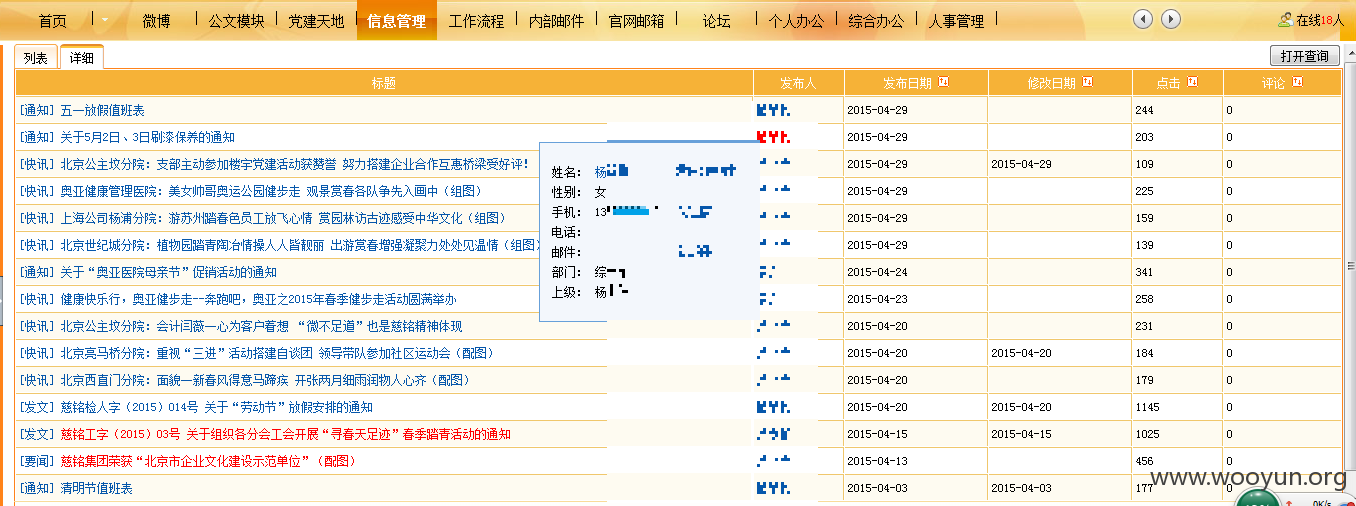 首页 微博 公文模块 党建天地 信息管理 工作流程 内部邮件 官网邮箱 论坛 个人办公 综合办公 人事管理 在线18人
列表 详细 打开查询
标题 发布人 发布日期 修改日期 点击 评论
[通知] 五一放假值班表 2015-04-29 244 0
[通知] 关于5月2日、3日刷漆保养的通知 2015-04-29 203 0
[快讯] 北京公主坟分院：支部主动参加楼宇党建活动获赞誉 努力搭建企业合作互惠桥梁受好评! 2015-04-29 2015-04-29 109 0
[快讯] 奥亚健康管理医院：美女帅哥奥运公园健步走 观景赏春各队争先入画中（组图） 2015-04-29 225 0
[快讯] 上海公司杨浦分院：游苏州踏春色员工放飞心情 赏园林访古迹感受中华文化（组图） 2015-04-29 159 0
[快讯] 北京世纪城分院：植物园踏青陶冶情操人人皆靓丽 出游赏春增强凝聚力处处见温情（组图） 2015-04-29 139 0
[通知] 关于“奥亚医院母亲节”促销活动的通知 2015-04-24 341 0
[快讯] 健康快乐行，奥亚健步走--奔跑吧，奥亚之2015年春季健步走活动圆满举办 2015-04-23 258 0
[快讯] 北京公主坟分院：会计闫薇一心为客户着想 “微不足道”也是慈铭精神体现 2015-04-20 231 0
[快讯] 北京亮马桥分院：重视“三进”活动搭建自谈团 领导带队参加社区运动会（配图） 2015-04-20 2015-04-20 184 0
[快讯] 北京西直门分院：面貌一新春风得意马蹄疾 开张两月细雨润物人心齐（配图） 2015-04-20 179 0
[发文] 慈铭检人字（2015）014号 关于“劳动节”放假安排的通知 2015-04-20 2015-04-20 1145 0
[发文] 慈铭工字（2015）03号 关于组织各分会工会开展“寻春天足迹”春季踏青活动的通知 2015-04-15 2015-04-15 1025 0
[要闻] 慈铭集团荣获“北京市企业文化建设示范单位”（配图） 2015-04-13 456 0
[通知] 清明节值班表 2015-04-03 2015-04-03 177 0
姓名： 杨
性别： 女
手机： 13
电话：
邮件：
部门： 综
上级： 杨
www.wooyun.org
0K/s